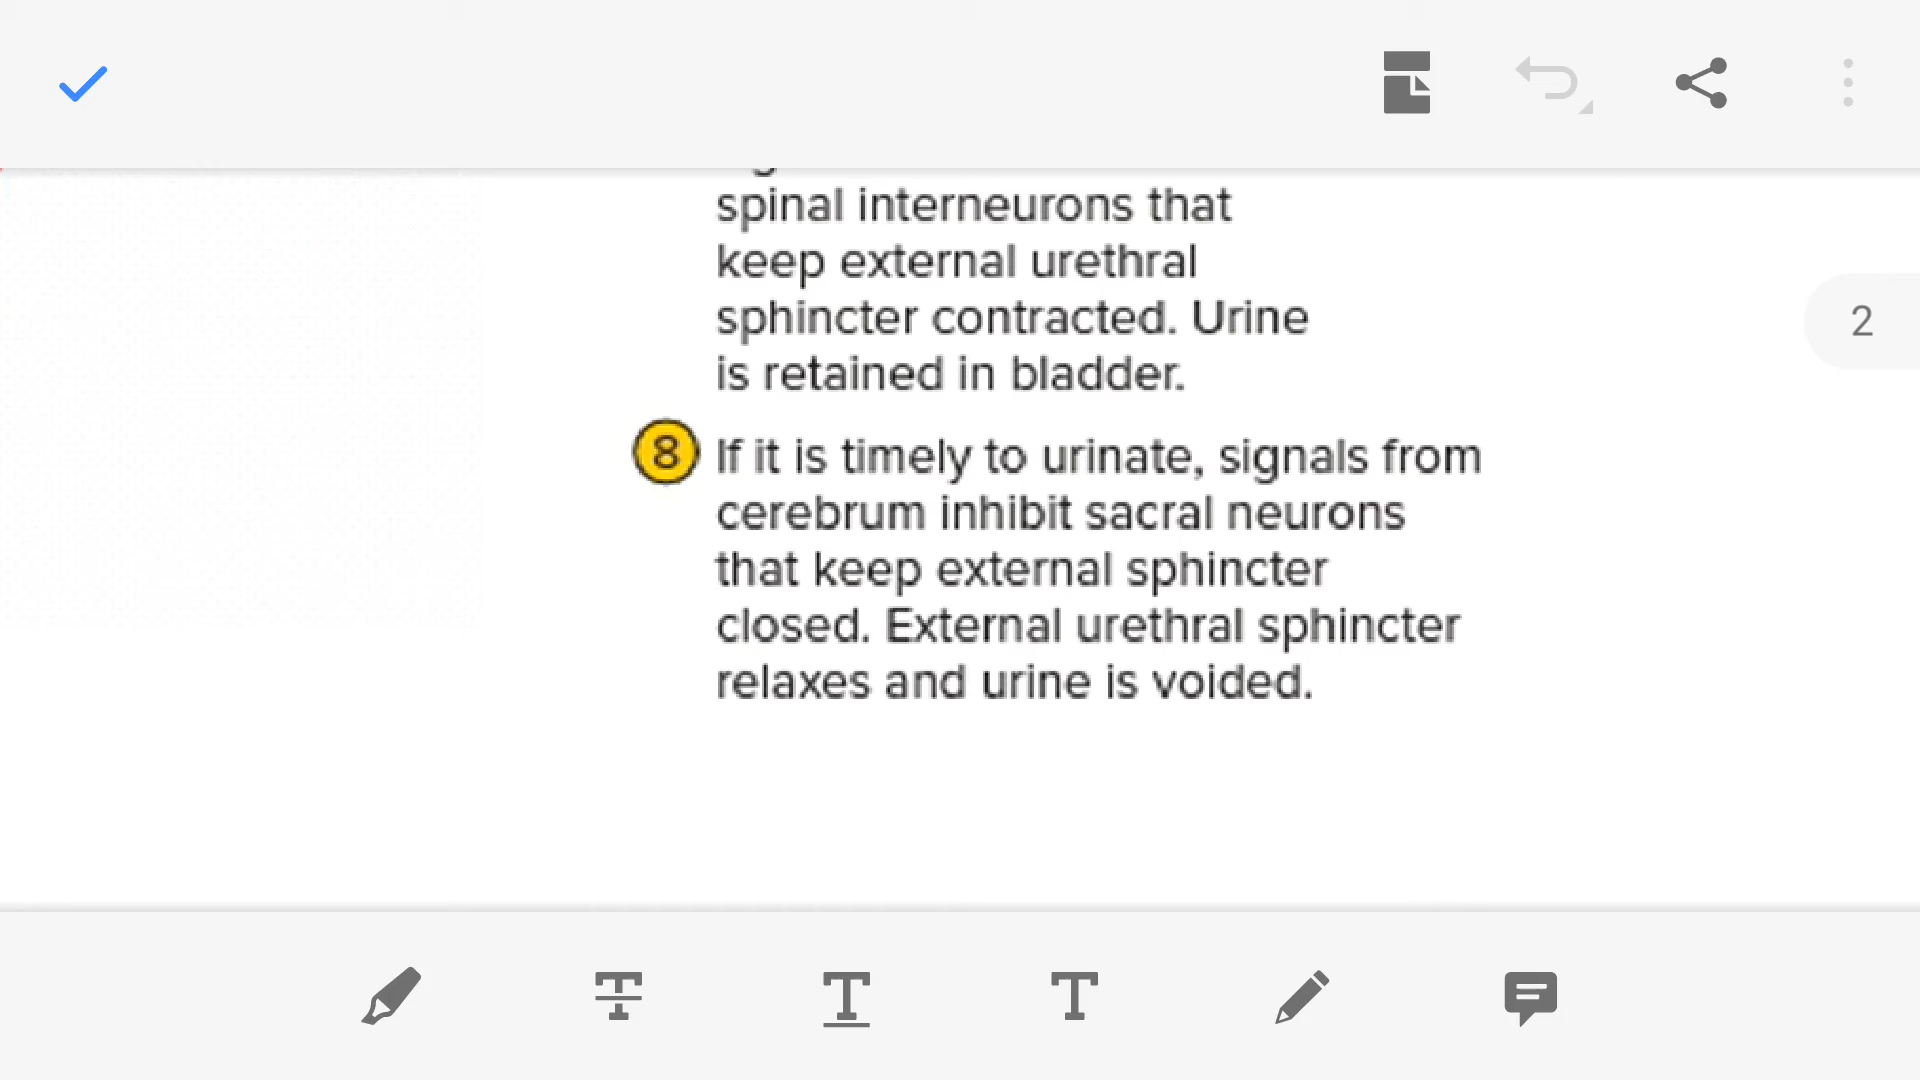 spinal interneurons that
keep external urethral
sphincter contracted. Urine
is retained in bladder.
2
8 If it is timely to urinate, signals from
cerebrum inhibit sacral neurons
that keep external sphincter
closed. External urethral sphincter
relaxes and urine is voided.